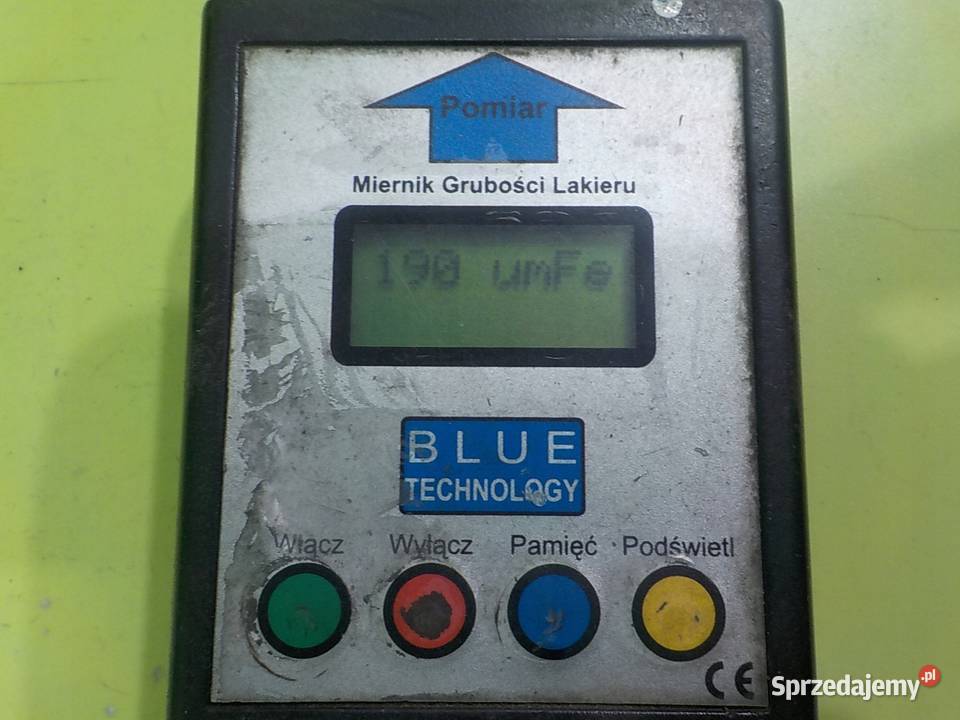 Pomiar
Miernik Grubości Lakieru
190 umFe
BLUE
TECHNOLOGY
Włącz Wyłącz Pamięć Podświetl
CE
Sprzedajemy.pl